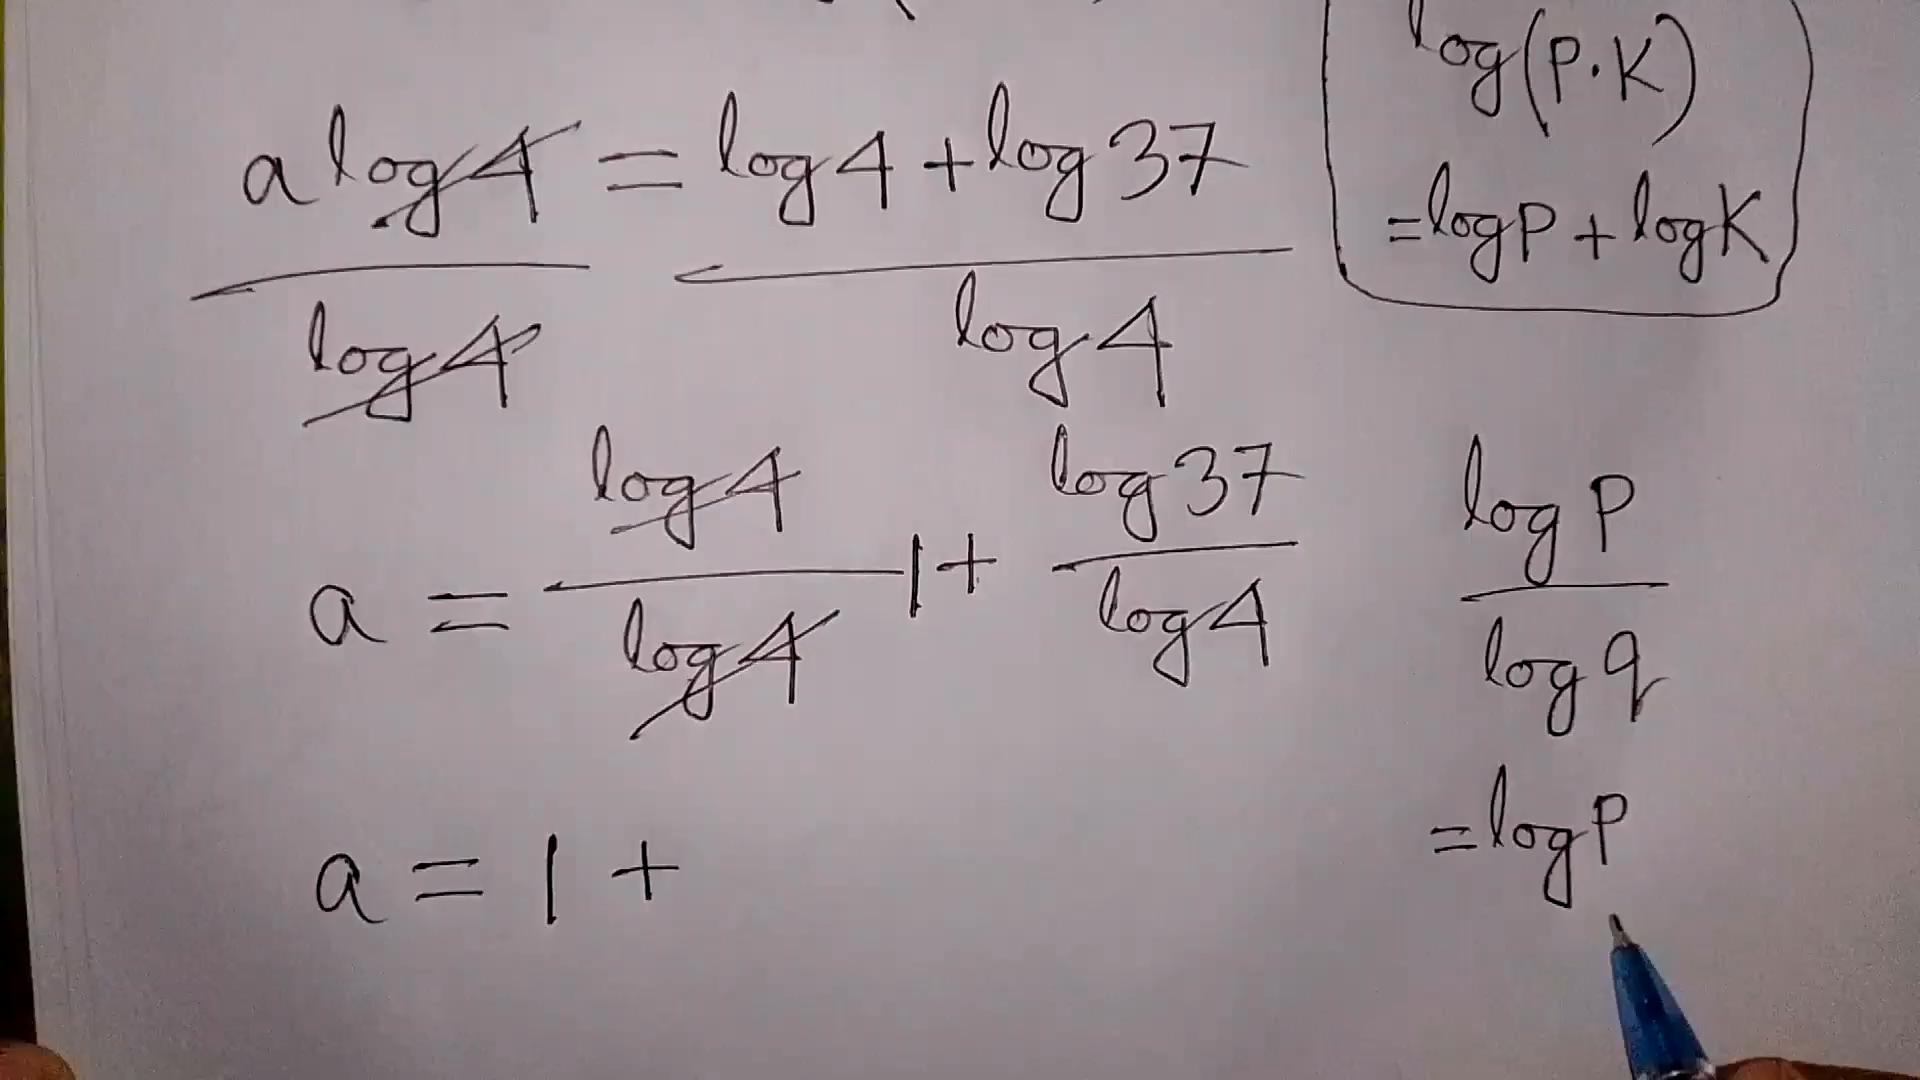 a log 4 = log 4 + log 37
log 4 log 4
a = log 4 1 + log 37
log 4 log 4
a = 1 +
log(P.K)
= log P + log K
log P
log q
= log P